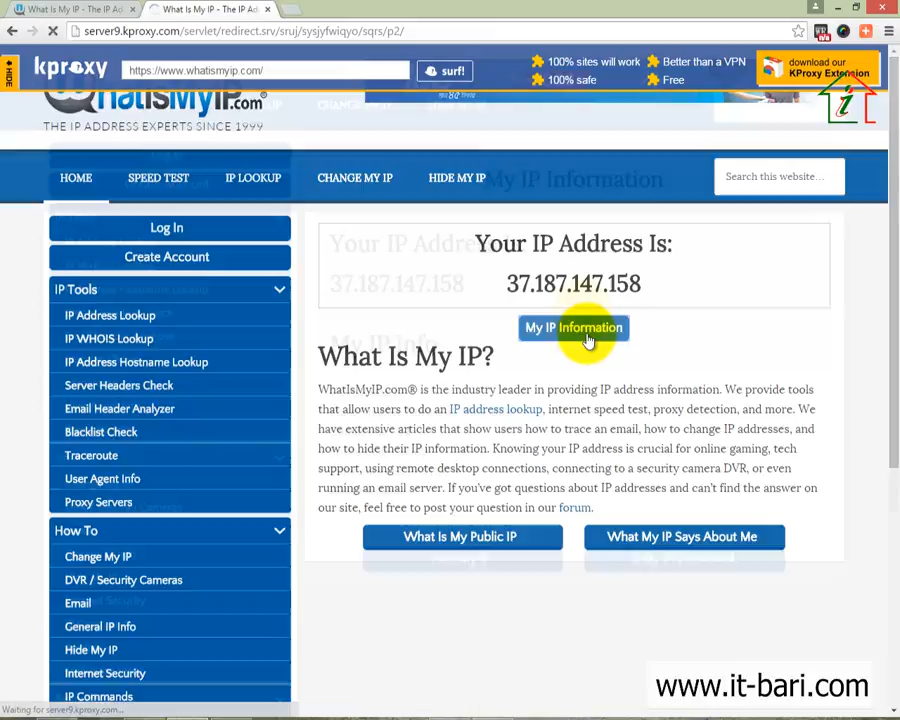 What Is My IP - The IP Ad
What Is My IP - The IP Ad
server9.kproxy.com/servlet/redirect.srv/sruj/sysjyfwiqyo/sqrs/p2/
HIDE
kproxy
https://www.whatismyip.com/
surf!
100% sites will work
Better than a VPN
100% safe
Free
download our
KProxy Extension
WhatIsMyIP.com®
THE IP ADDRESS EXPERTS SINCE 1999
HOME
SPEED TEST
IP LOOKUP
CHANGE MY IP
HIDE MY IP
My IP Information
Search this website...
Log In
Create Account
IP Tools
IP Address Lookup
IP WHOIS Lookup
IP Address Hostname Lookup
Server Headers Check
Email Header Analyzer
Blacklist Check
Traceroute
User Agent Info
Proxy Servers
How To
Change My IP
DVR / Security Cameras
Email
General IP Info
Hide My IP
Internet Security
IP Commands
Your IP Address Is:
37.187.147.158
37.187.147.158
My IP Information
My IP Info
What Is My IP?
WhatIsMyIP.com® is the industry leader in providing IP address information. We provide tools
that allow users to do an IP address lookup, internet speed test, proxy detection, and more. We
have extensive articles that show users how to trace an email, how to change IP addresses, and
how to hide their IP information. Knowing your IP address is crucial for online gaming, tech
support, using remote desktop connections, connecting to a security camera DVR, or even
running an email server. If you've got questions about IP addresses and can't find the answer on
our site, feel free to post your question in our forum.
What Is My Public IP
What My IP Says About Me
www.it-bari.com
Waiting for server9.kproxy.com...